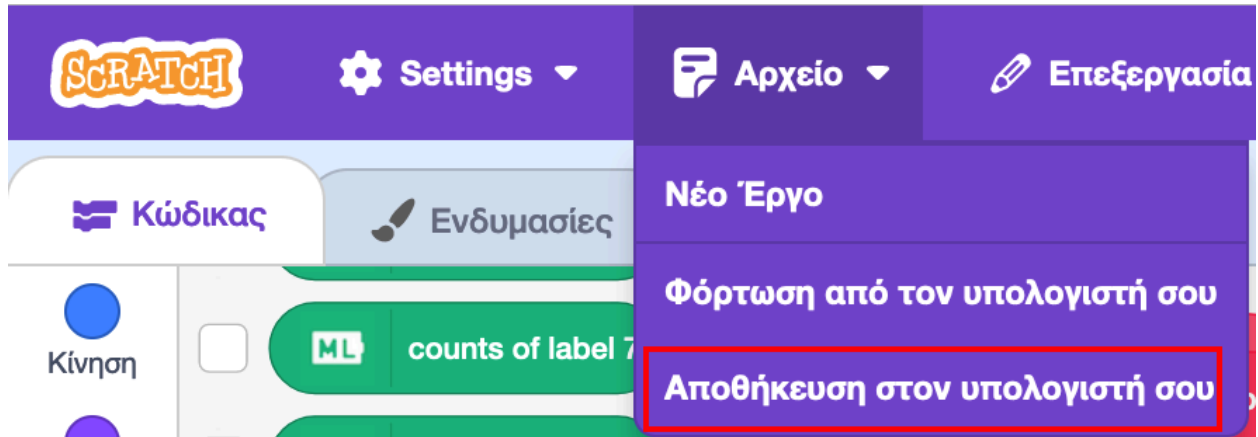 SCRATCH Settings Αρχείο Επεξεργασία
Κώδικας Ενδυμασίες
Νέο Έργο
Φόρτωση από τον υπολογιστή σου
Κίνηση ML counts of label 7
Αποθήκευση στον υπολογιστή σου